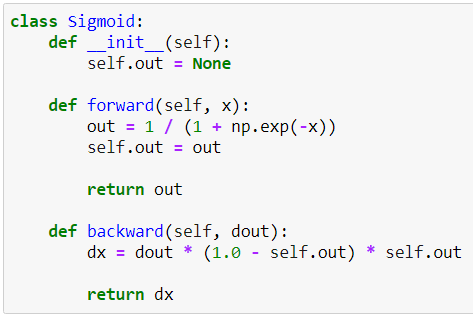 class Sigmoid:
    def __init__(self):
        self.out = None
    def forward(self, x):
        out = 1 / (1 + np.exp(-x))
        self.out = out
        return out
    def backward(self, dout):
        dx = dout * (1.0 - self.out) * self.out
        return dx